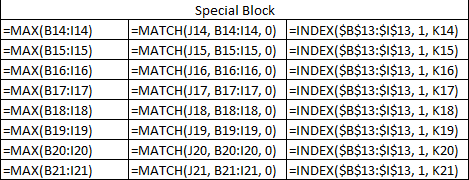 Special Block
=MAX(B14:I14) =MATCH(J14, B14:I14, 0) =INDEX($B$13:$I$13, 1, K14)
=MAX(B15:I15) =MATCH(J15, B15:I15, 0) =INDEX($B$13:$I$13, 1, K15)
=MAX(B16:I16) =MATCH(J16, B16:I16, 0) =INDEX($B$13:$I$13, 1, K16)
=MAX(B17:I17) =MATCH(J17, B17:I17, 0) =INDEX($B$13:$I$13, 1, K17)
=MAX(B18:I18) =MATCH(J18, B18:I18, 0) =INDEX($B$13:$I$13, 1, K18)
=MAX(B19:I19) =MATCH(J19, B19:I19, 0) =INDEX($B$13:$I$13, 1, K19)
=MAX(B20:I20) =MATCH(J20, B20:I20, 0) =INDEX($B$13:$I$13, 1, K20)
=MAX(B21:I21) =MATCH(J21, B21:I21, 0) =INDEX($B$13:$I$13, 1, K21)